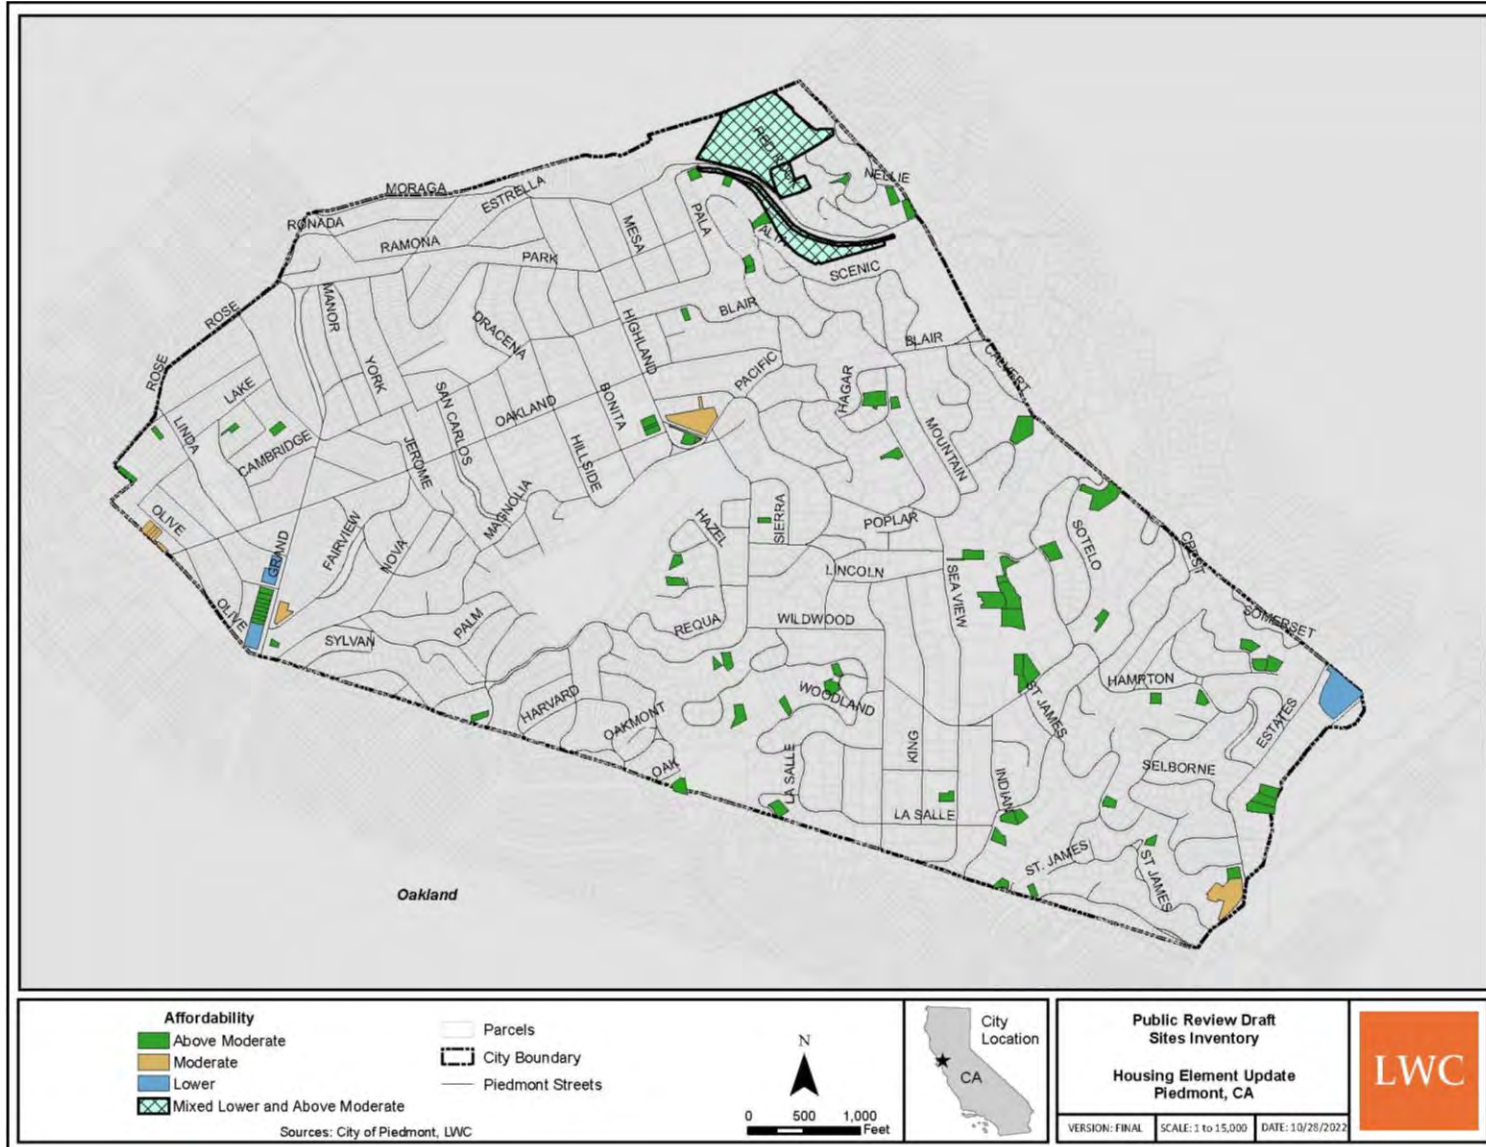 RED ROCK
NELLIE
MORAGA
ESTRELLA
RONADA
RAMONA
PARK
MESA
PALA
ALTA
SCENIC
ROSE
MANOR
DRACENA
HIGHLAND
BLAIR
BLAIR
CALVERT
ROSE
LAKE
YORK
SAN CARLOS
OAKLAND
BONITA
PACIFIC
HAGAR
LINDA
CAMBRIDGE
JEROME
HILLSIDE
MOUNTAIN
MAGNOLIA
OLIVE
GRAND
FAIRVIEW
NOVA
HAZEL
SIERRA
POPLAR
SOTELO
CREST
LINCOLN
SEA VIEW
OLIVE
SYLVAN
PALM
REQUA
WILDWOOD
SOMERSET
HARVARD
OAKMONT
WOODLAND
ST JAMES
HAMPTON
ESTATES
OAK
LA SALLE
KING
INDIAN
SELBORNE
LA SALLE
ST. JAMES
ST JAMES
Oakland
Affordability
Above Moderate
Moderate
Lower
Mixed Lower and Above Moderate
Parcels
City Boundary
Piedmont Streets
Sources: City of Piedmont, LWC
N
0 500 1,000
Feet
City
Location
CA
Public Review Draft
Sites Inventory
Housing Element Update
Piedmont, CA
VERSION: FINAL
SCALE: 1 to 15,000
DATE: 10/28/2022
LWC